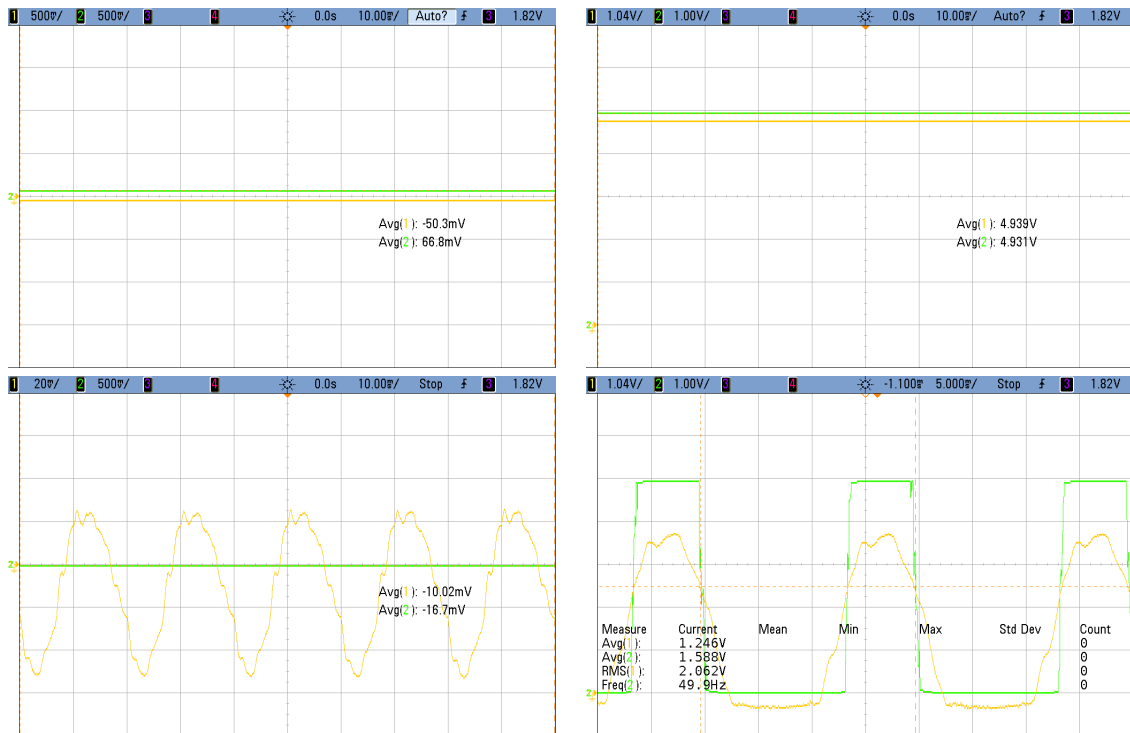 1 500mV/ 2 500mV/ 3 4 0.0s 10.00ms/ Auto? 3 1.82V
2
Avg(1): -50.3mV
Avg(2): 66.8mV
1 1.04V/ 2 1.00V/ 3 4 0.0s 10.00ms/ Auto? 3 1.82V
Avg(1): 4.939V
Avg(2): 4.931V
2
1 20mV/ 2 500mV/ 3 4 0.0s 10.00ms/ Stop 3 1.82V
2
Avg(1): -10.02mV
Avg(2): -16.7mV
1 1.04V/ 2 1.00V/ 3 4 -1.100ms 5.000ms/ Stop 3 1.82V
Measure Current Mean Min Max Std Dev Count
Avg(1): 1.246V 0
Avg(2): 1.588V 0
RMS(1): 2.062V 0
Freq(2): 49.9Hz 0
2